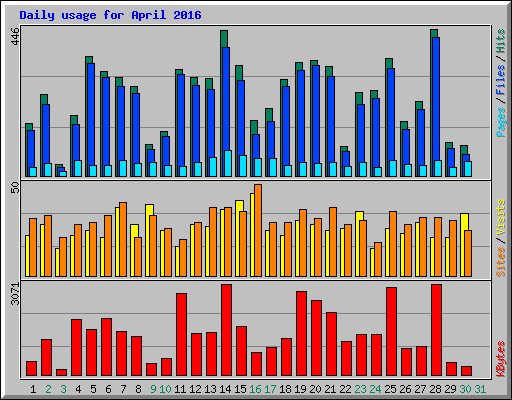 Daily usage for April 2016
446
Pages / Files / Hits
50
Sites / Visits
3071
KBytes
1 2 3 4 5 6 7 8 9 10 11 12 13 14 15 16 17 18 19 20 21 22 23 24 25 26 27 28 29 30 31